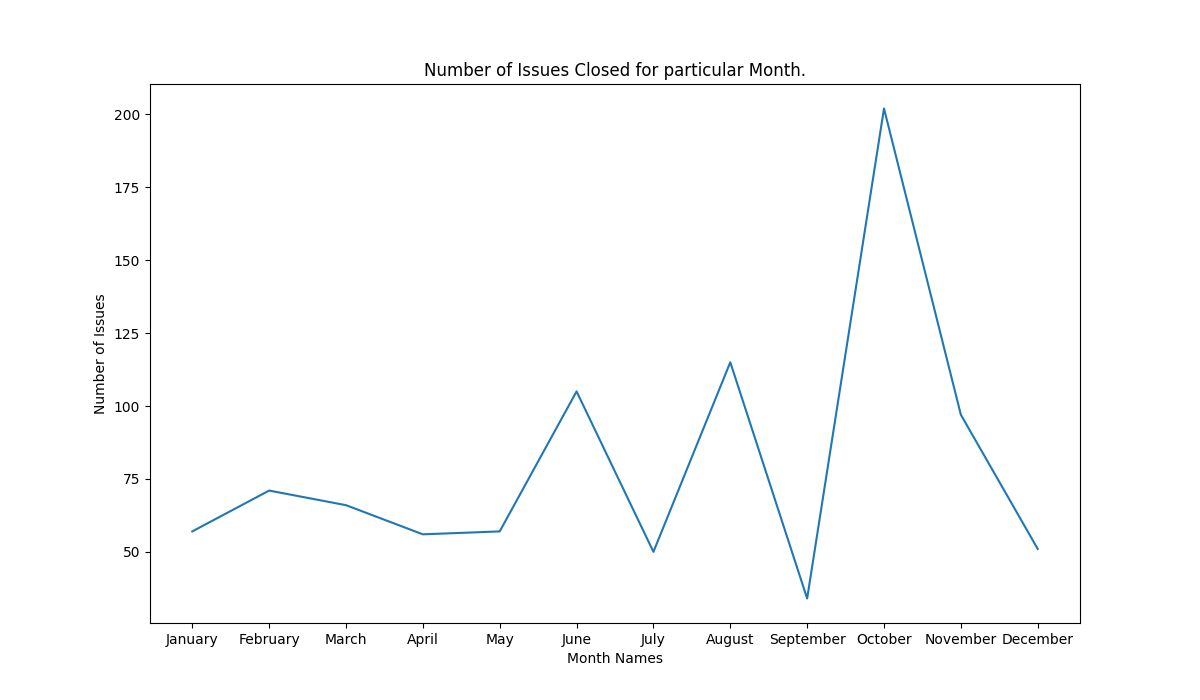 Number of Issues Closed for particular Month.
Number of Issues
200
175
150
125
100
75
50
January February March April May June July August September October November December
Month Names